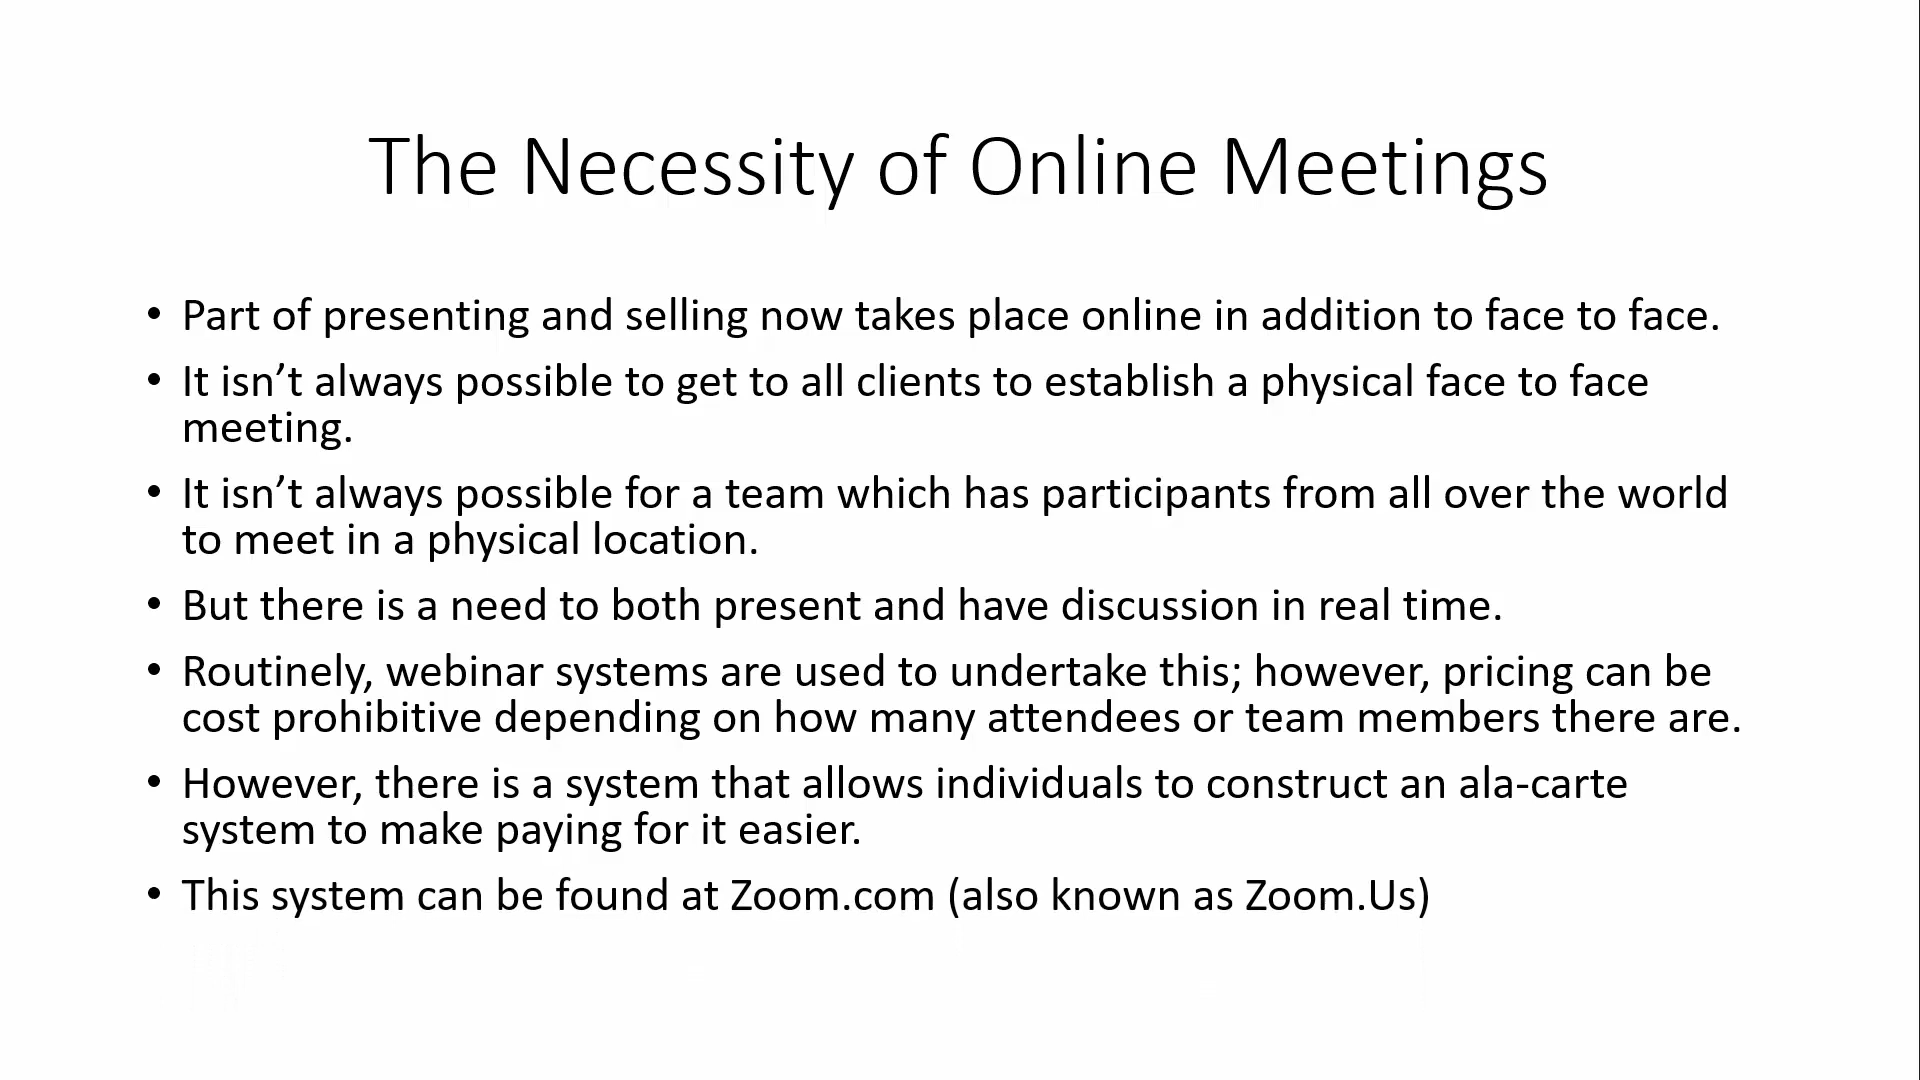 The Necessity of Online Meetings
• Part of presenting and selling now takes place online in addition to face to face.
• It isn’t always possible to get to all clients to establish a physical face to face
meeting.
• It isn’t always possible for a team which has participants from all over the world
to meet in a physical location.
• But there is a need to both present and have discussion in real time.
• Routinely, webinar systems are used to undertake this; however, pricing can be
cost prohibitive depending on how many attendees or team members there are.
• However, there is a system that allows individuals to construct an ala-carte
system to make paying for it easier.
• This system can be found at Zoom.com (also known as Zoom.Us)